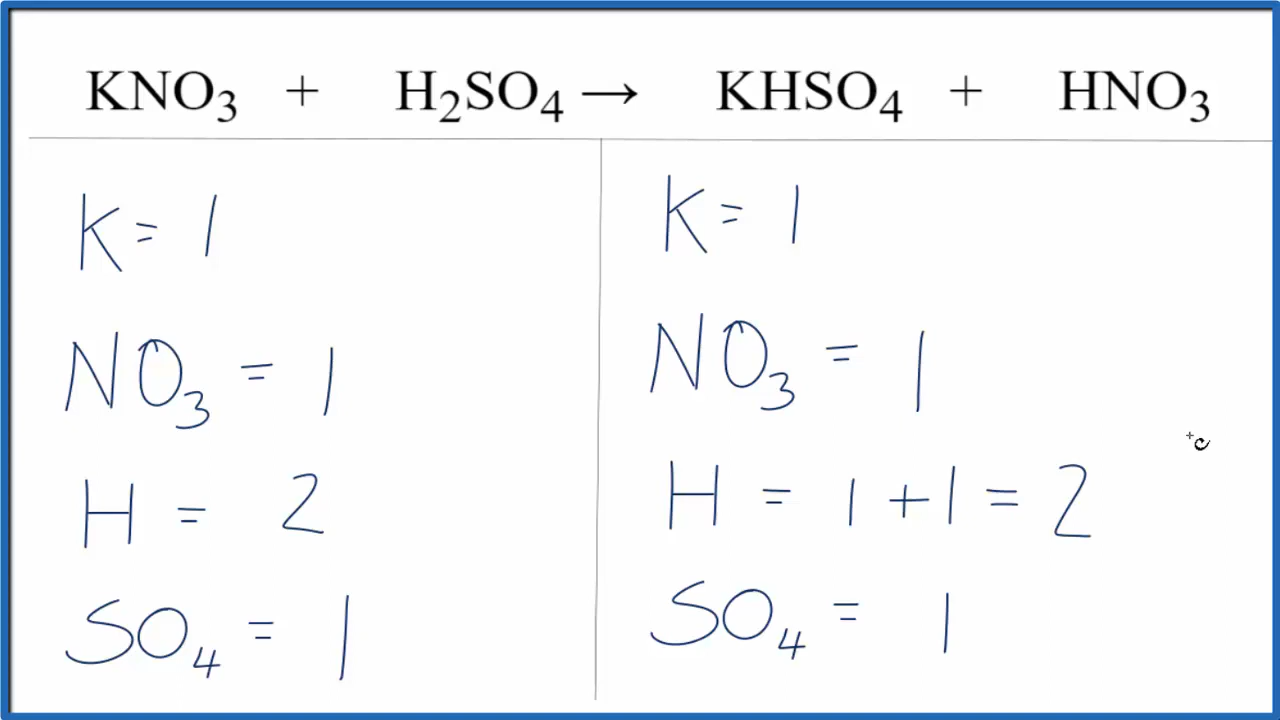 KNO₃ + H₂SO₄ → KHSO₄ + HNO₃
K = 1
NO₃ = 1
H = 2
SO₄ = 1
K = 1
NO₃ = 1
H = 1 + 1 = 2
SO₄ = 1